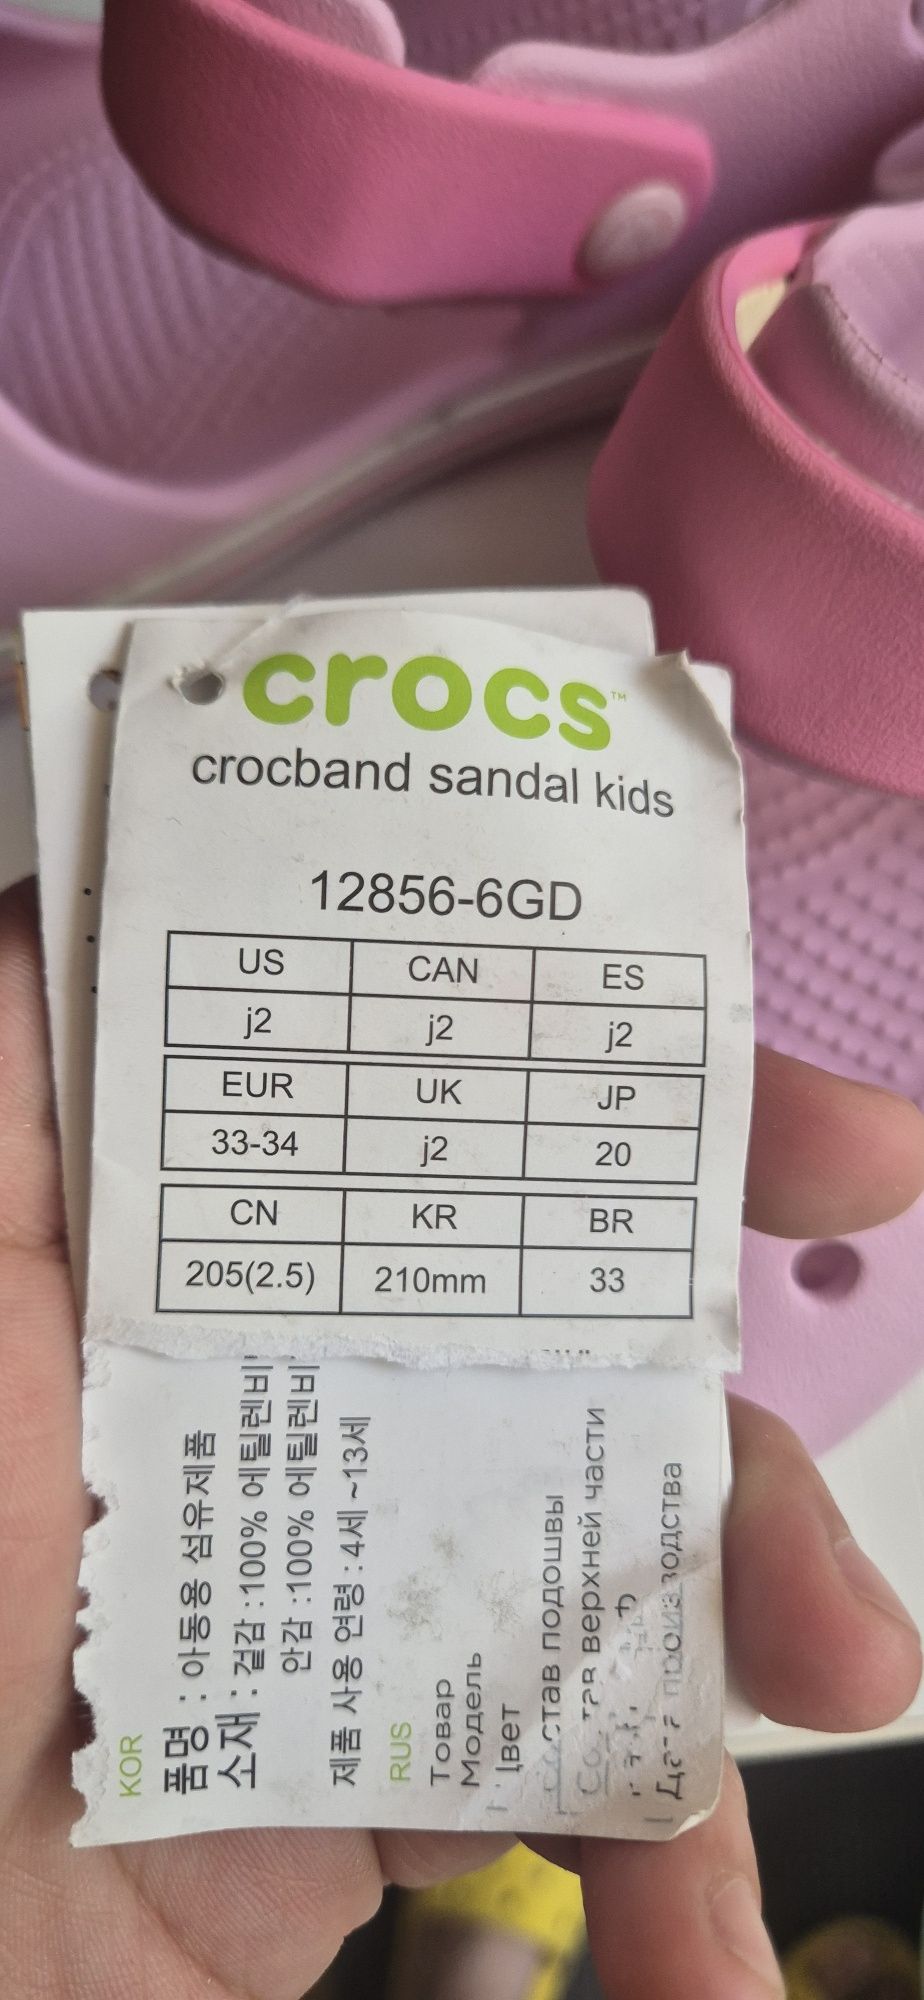 crocs™
crocband sandal kids
12856-6GD
US CAN ES
j2 j2 j2
EUR UK JP
33-34 j2 20
CN KR BR
205(2.5) 210mm 33
KOR
품명 : 아동용 섬유제품
소재 : 겉감 :100% 에틸렌비
안감 :100% 에틸렌비
제품 사용 연령 : 4세 ~13세
RUS
Товар
Модель
Цвет
Состав подошвы
верхней части
производства